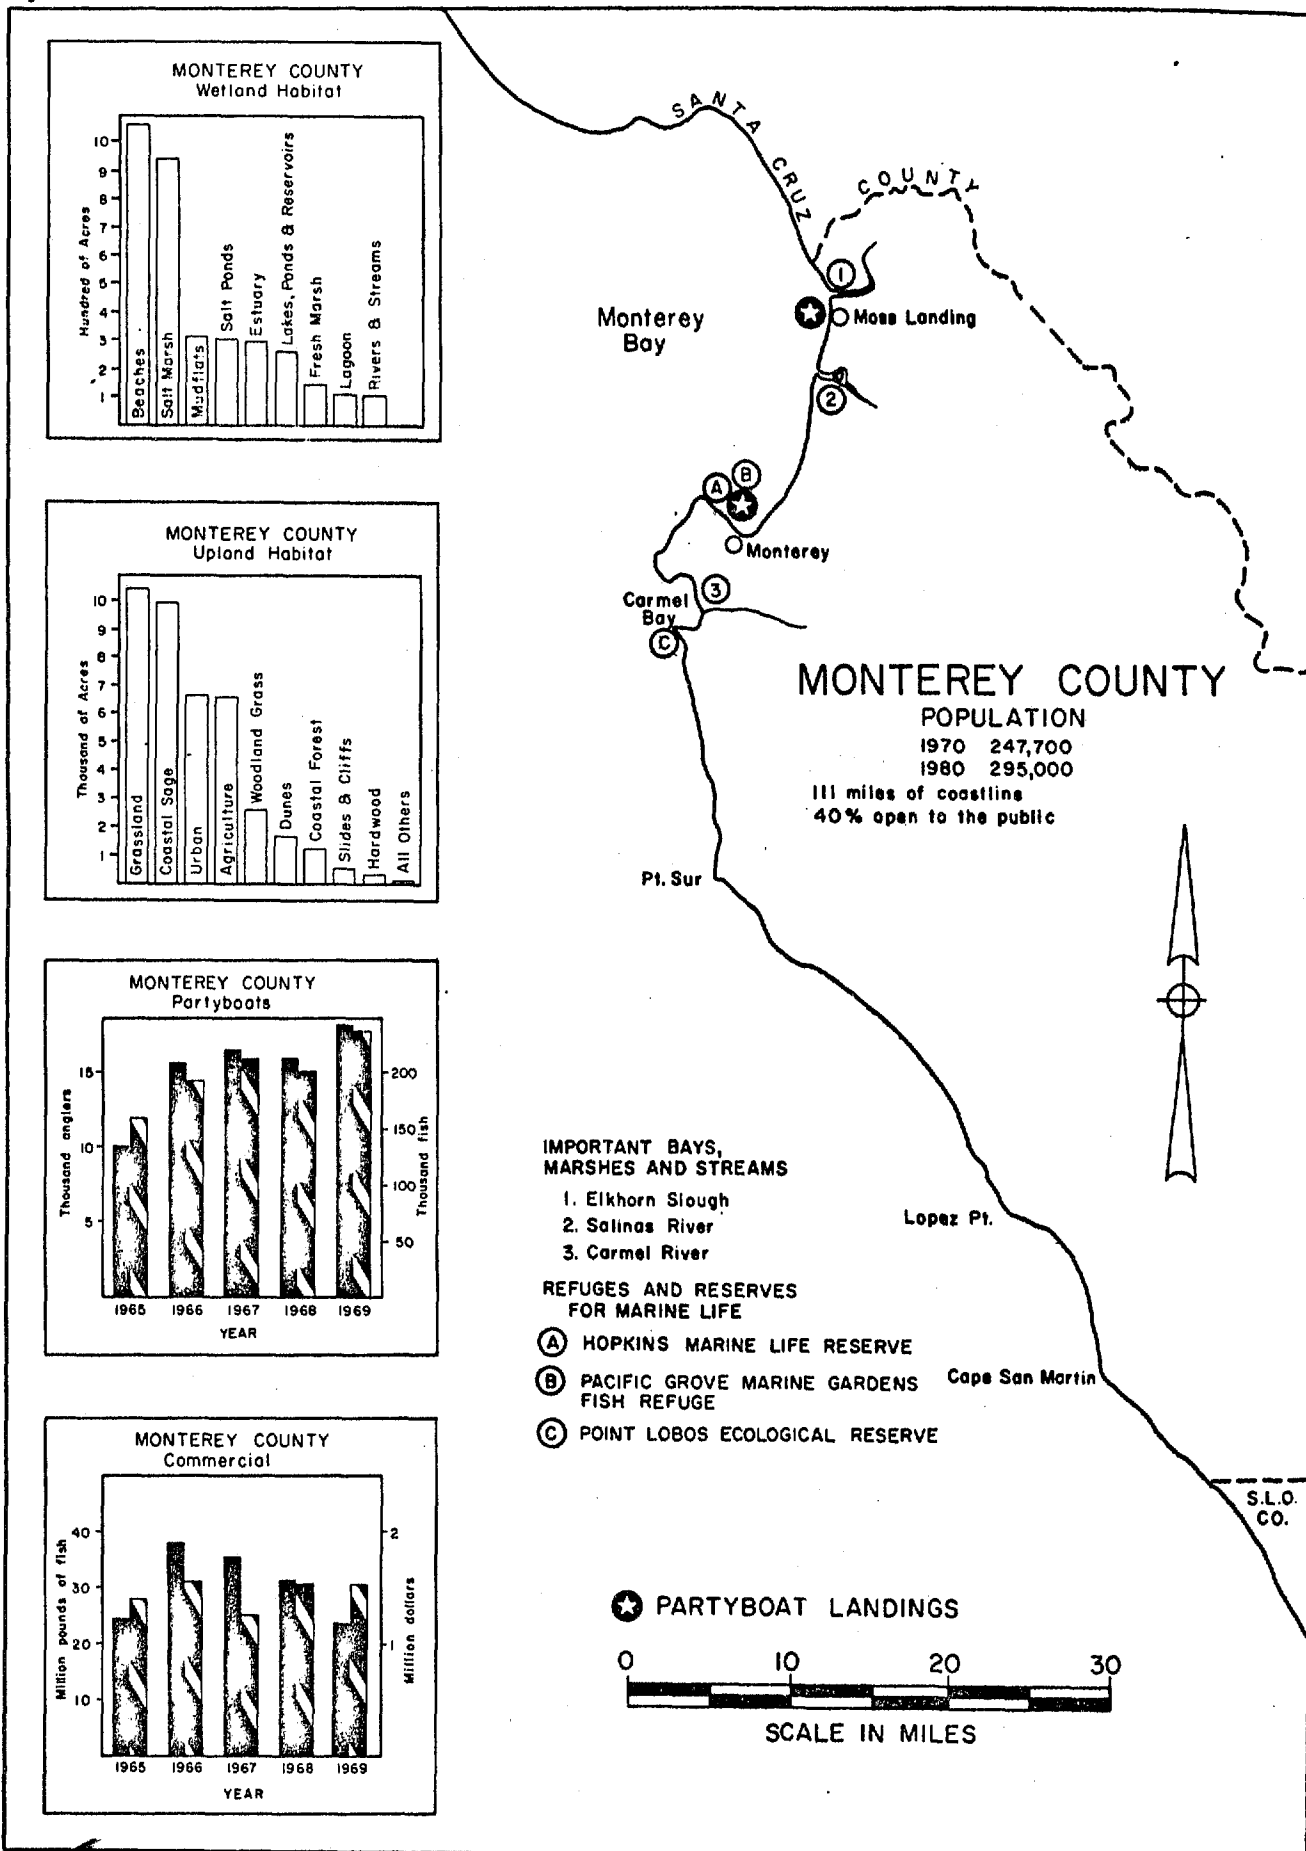 MONTEREY COUNTY
Wetland Habitat
Hundred of Acres
10
9
8
7
6
5
4
3
2
1
Beaches
Salt Marsh
Mudflats
Salt Ponds
Estuary
Lakes, Ponds & Reservoirs
Fresh Marsh
Lagoon
Rivers & Streams
MONTEREY COUNTY
Upland Habitat
Thousand of Acres
10
9
8
7
6
5
4
3
2
1
Grassland
Coastal Sage
Urban
Agriculture
Woodland Grass
Dunes
Coastal Forest
Slides & Cliffs
Hardwood
All Others
MONTEREY COUNTY
Partyboats
Thousand anglers
15
10
5
200
150
100
50
Thousand fish
1965 1966 1967 1968 1969
YEAR
MONTEREY COUNTY
Commercial
Million pounds of fish
40
30
20
10
2
1
Million dollars
1965 1966 1967 1968 1969
YEAR
SANTA CRUZ COUNTY
1
Moss Landing
Monterey
Bay
2
A B
Monterey
3
Carmel
Bay
C
MONTEREY COUNTY
POPULATION
1970 247,700
1980 295,000
111 miles of coastline
40% open to the public
Pt. Sur
Lopez Pt.
Cape San Martin
S.L.O.
CO.
IMPORTANT BAYS,
MARSHES AND STREAMS
1. Elkhorn Slough
2. Salinas River
3. Carmel River
REFUGES AND RESERVES
FOR MARINE LIFE
A HOPKINS MARINE LIFE RESERVE
B PACIFIC GROVE MARINE GARDENS
FISH REFUGE
C POINT LOBOS ECOLOGICAL RESERVE
PARTYBOAT LANDINGS
0 10 20 30
SCALE IN MILES